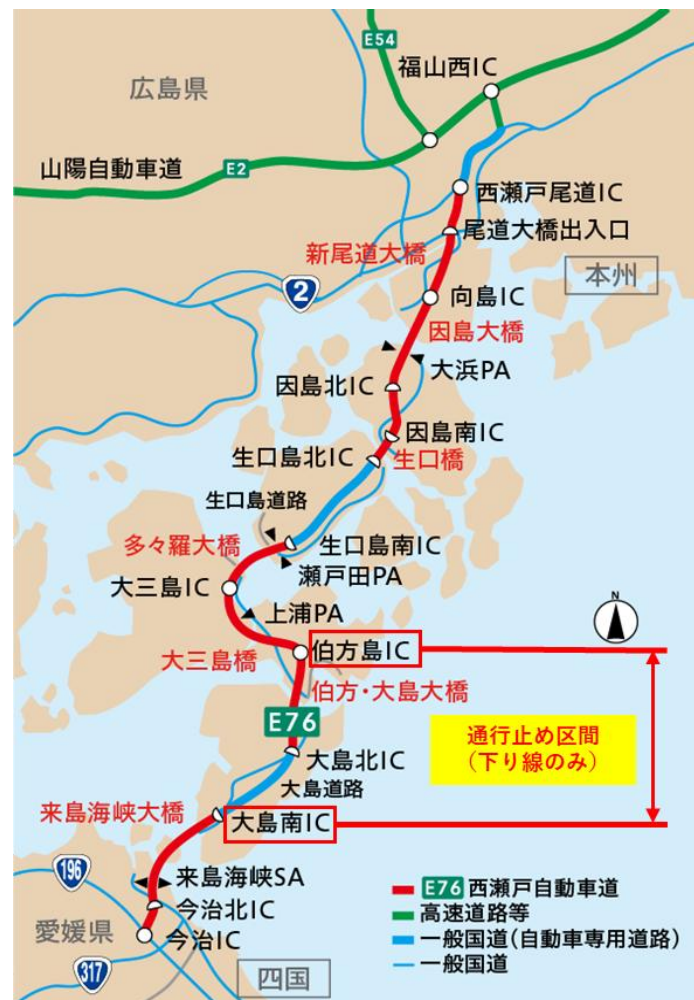 E54
福山西IC
広島県
山陽自動車道
E2
西瀬戸尾道IC
尾道大橋出入口
新尾道大橋
本州
2
向島IC
因島大橋
大浜PA
因島北IC
因島南IC
生口島北IC
生口橋
生口島道路
多々羅大橋
生口島南IC
瀬戸田PA
大三島IC
上浦PA
N
伯方島IC
大三島橋
伯方・大島大橋
E76
通行止め区間
(下り線のみ)
大島北IC
大島道路
来島海峡大橋
大島南IC
196
来島海峡SA
今治北IC
愛媛県
今治IC
317
四国
E76 西瀬戸自動車道
高速道路等
一般国道(自動車専用道路)
一般国道